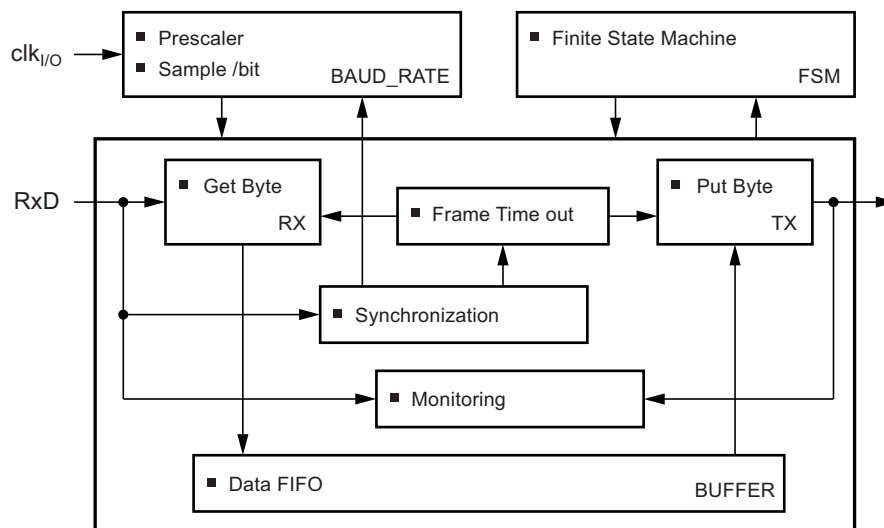 clkI/O
■ Prescaler
■ Sample /bit
BAUD_RATE
■ Finite State Machine
FSM
RxD
■ Get Byte
RX
■ Frame Time out
■ Put Byte
TX
■ Synchronization
■ Monitoring
■ Data FIFO
BUFFER